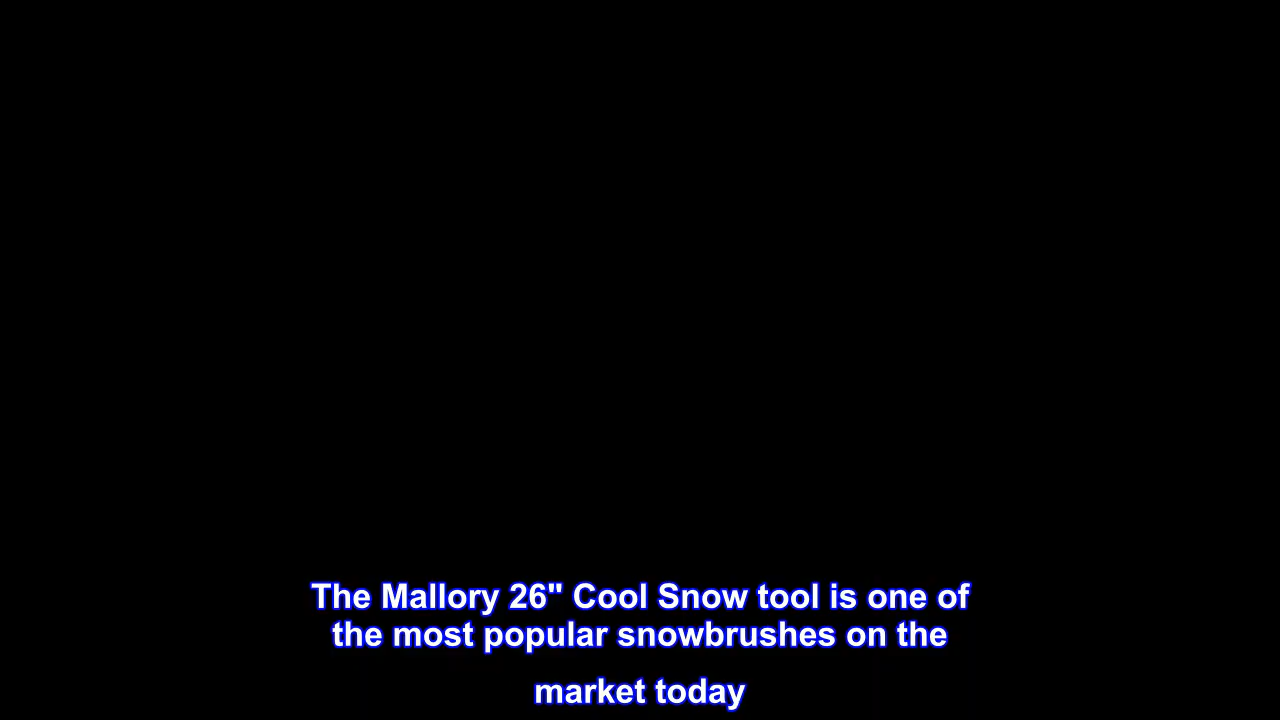 The Mallory 26" Cool Snow tool is one of
the most popular snowbrushes on the
market today